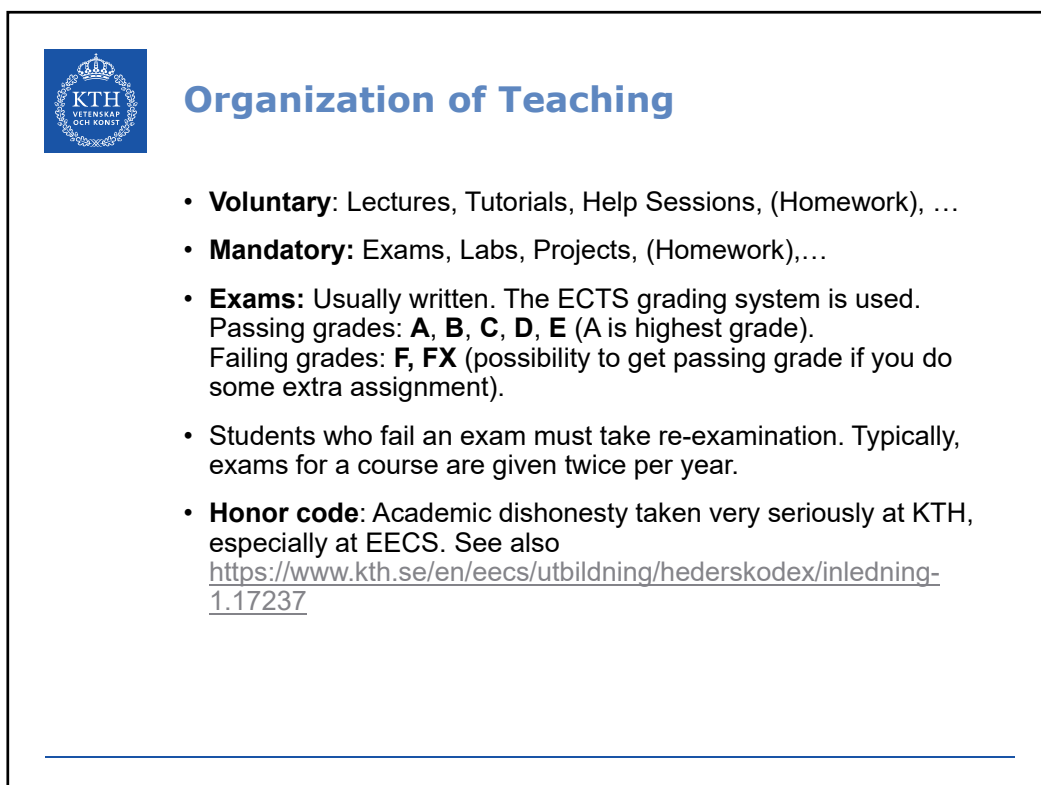 KTH
VETENSKAP
OCH KONST
Organization of Teaching
• Voluntary: Lectures, Tutorials, Help Sessions, (Homework), …
• Mandatory: Exams, Labs, Projects, (Homework),…
• Exams: Usually written. The ECTS grading system is used.
Passing grades: A, B, C, D, E (A is highest grade).
Failing grades: F, FX (possibility to get passing grade if you do
some extra assignment).
• Students who fail an exam must take re-examination. Typically,
exams for a course are given twice per year.
• Honor code: Academic dishonesty taken very seriously at KTH,
especially at EECS. See also
https://www.kth.se/en/eecs/utbildning/hederskodex/inledning-
1.17237